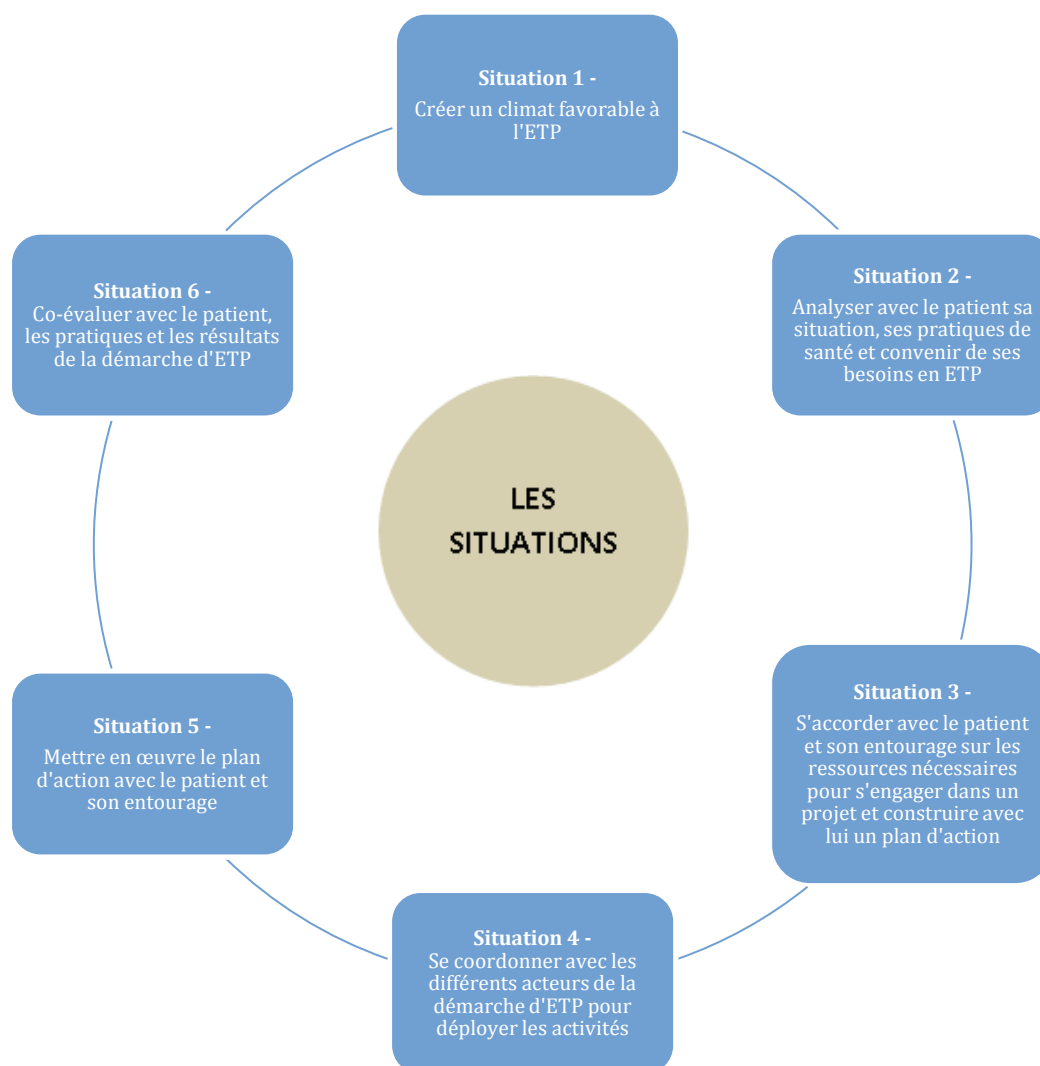 Situation 1 -
Créer un climat favorable à
l'ETP
Situation 2 -
Analyser avec le patient sa
situation, ses pratiques de
santé et convenir de ses
besoins en ETP
Situation 3 -
S'accorder avec le patient
et son entourage sur les
ressources nécessaires
pour s'engager dans un
projet et construire avec
lui un plan d'action
Situation 4 -
Se coordonner avec les
différents acteurs de la
démarche d'ETP pour
déployer les activités
Situation 5 -
Mettre en œuvre le plan
d'action avec le patient et
son entourage
Situation 6 -
Co-évaluer avec le patient,
les pratiques et les résultats
de la démarche d'ETP
LES
SITUATIONS